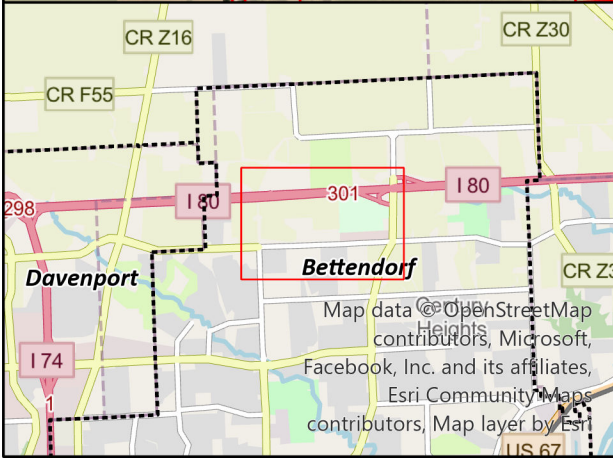 CR Z16
CR Z30
CR F55
I 80
I 80
301
298
Davenport
Bettendorf
CR Z3
Century
Heights
I 74
1
Map data © OpenStreetMap
contributors, Microsoft,
Facebook, Inc. and its affiliates,
Esri Community Maps
contributors, Map layer by Esri
US 67